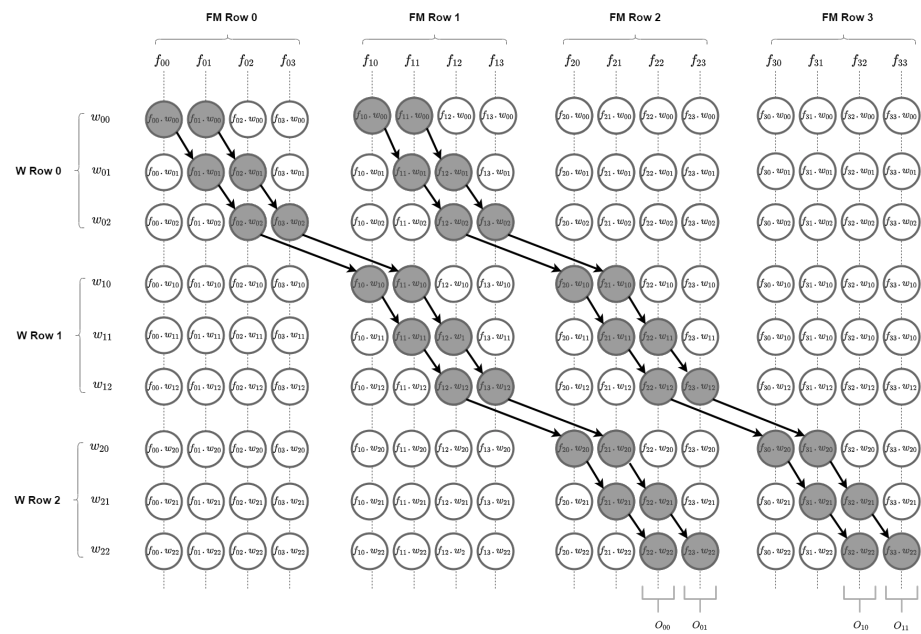 FM Row 0 FM Row 1 FM Row 2 FM Row 3
f00 f01 f02 f03 f10 f11 f12 f13 f20 f21 f22 f23 f30 f31 f32 f33
w00 f00 · w00 f01 · w00 f02 · w00 f03 · w00 f10 · w00 f11 · w00 f12 · w00 f13 · w00 f20 · w00 f21 · w00 f22 · w00 f23 · w00 f30 · w00 f31 · w00 f32 · w00 f33 · w00
W Row 0 w01 f00 · w01 f01 · w01 f02 · w01 f03 · w01 f10 · w01 f11 · w01 f12 · w01 f13 · w01 f20 · w01 f21 · w01 f22 · w01 f23 · w01 f30 · w01 f31 · w01 f32 · w01 f33 · w01
w02 f00 · w02 f01 · w02 f02 · w02 f03 · w02 f10 · w02 f11 · w02 f12 · w02 f13 · w02 f20 · w02 f21 · w02 f22 · w02 f23 · w02 f30 · w02 f31 · w02 f32 · w02 f33 · w02
w10 f00 · w10 f01 · w10 f02 · w10 f03 · w10 f10 · w10 f11 · w10 f12 · w10 f13 · w10 f20 · w10 f21 · w10 f22 · w10 f23 · w10 f30 · w10 f31 · w10 f32 · w10 f33 · w10
W Row 1 w11 f00 · w11 f01 · w11 f02 · w11 f03 · w11 f10 · w11 f11 · w11 f12 · w1 f13 · w11 f20 · w11 f21 · w11 f22 · w11 f23 · w11 f30 · w11 f31 · w11 f32 · w11 f33 · w11
w12 f00 · w12 f01 · w12 f02 · w12 f03 · w12 f10 · w12 f11 · w12 f12 · w12 f13 · w12 f20 · w12 f21 · w12 f22 · w12 f23 · w12 f30 · w12 f31 · w12 f32 · w12 f33 · w12
w20 f00 · w20 f01 · w20 f02 · w20 f03 · w20 f10 · w20 f11 · w20 f12 · w20 f13 · w20 f20 · w20 f21 · w20 f22 · w20 f23 · w20 f30 · w20 f31 · w20 f32 · w20 f33 · w20
W Row 2 w21 f00 · w21 f01 · w21 f02 · w21 f03 · w21 f10 · w21 f11 · w21 f12 · w21 f13 · w21 f20 · w21 f21 · w21 f22 · w21 f23 · w21 f30 · w21 f31 · w21 f32 · w21 f33 · w21
w22 f00 · w22 f01 · w22 f02 · w22 f03 · w22 f10 · w22 f11 · w22 f12 · w2 f13 · w22 f20 · w22 f21 · w22 f22 · w22 f23 · w22 f30 · w22 f31 · w22 f32 · w22 f33 · w22
O00 O01 O10 O11